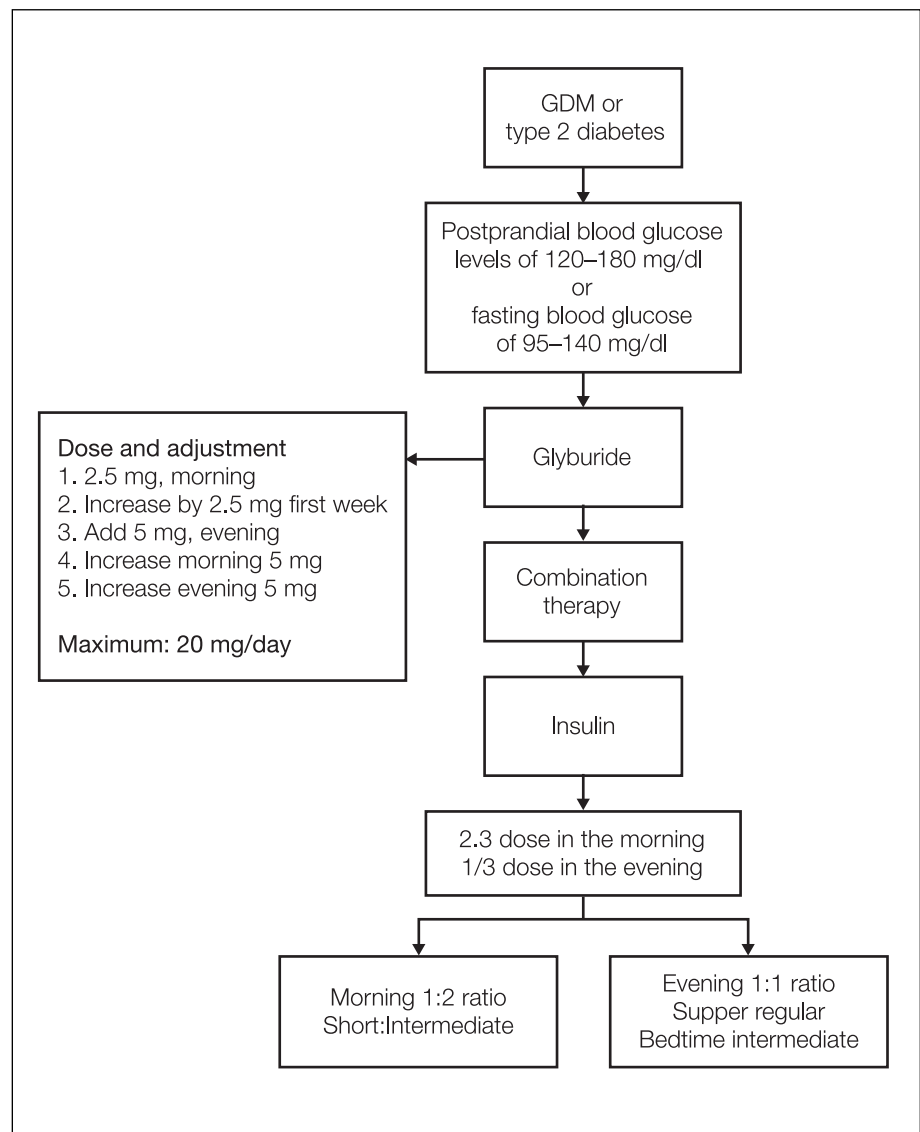 GDM or
type 2 diabetes
Postprandial blood glucose
levels of 120–180 mg/dl
or
fasting blood glucose
of 95–140 mg/dl
Glyburide
Dose and adjustment
1. 2.5 mg, morning
2. Increase by 2.5 mg first week
3. Add 5 mg, evening
4. Increase morning 5 mg
5. Increase evening 5 mg
Maximum: 20 mg/day
Combination
therapy
Insulin
2.3 dose in the morning
1/3 dose in the evening
Morning 1:2 ratio
Short:Intermediate
Evening 1:1 ratio
Supper regular
Bedtime intermediate